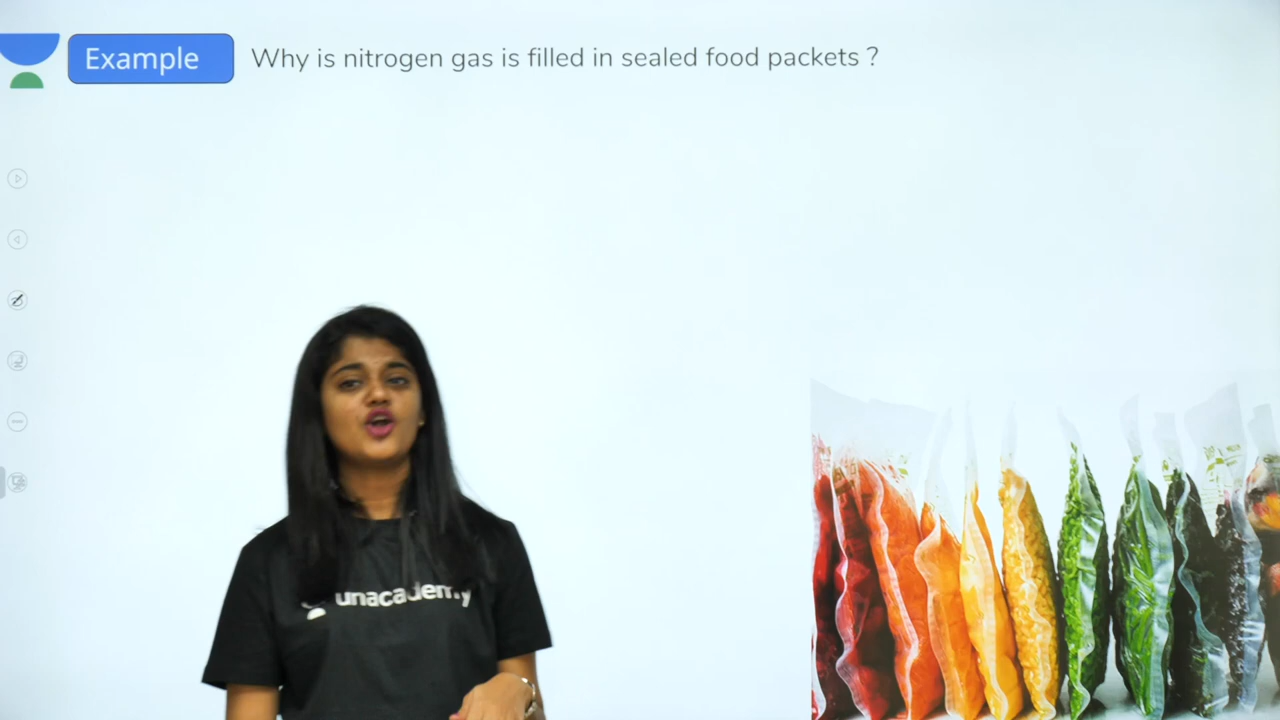 Example
Why is nitrogen gas is filled in sealed food packets ?
unacademy